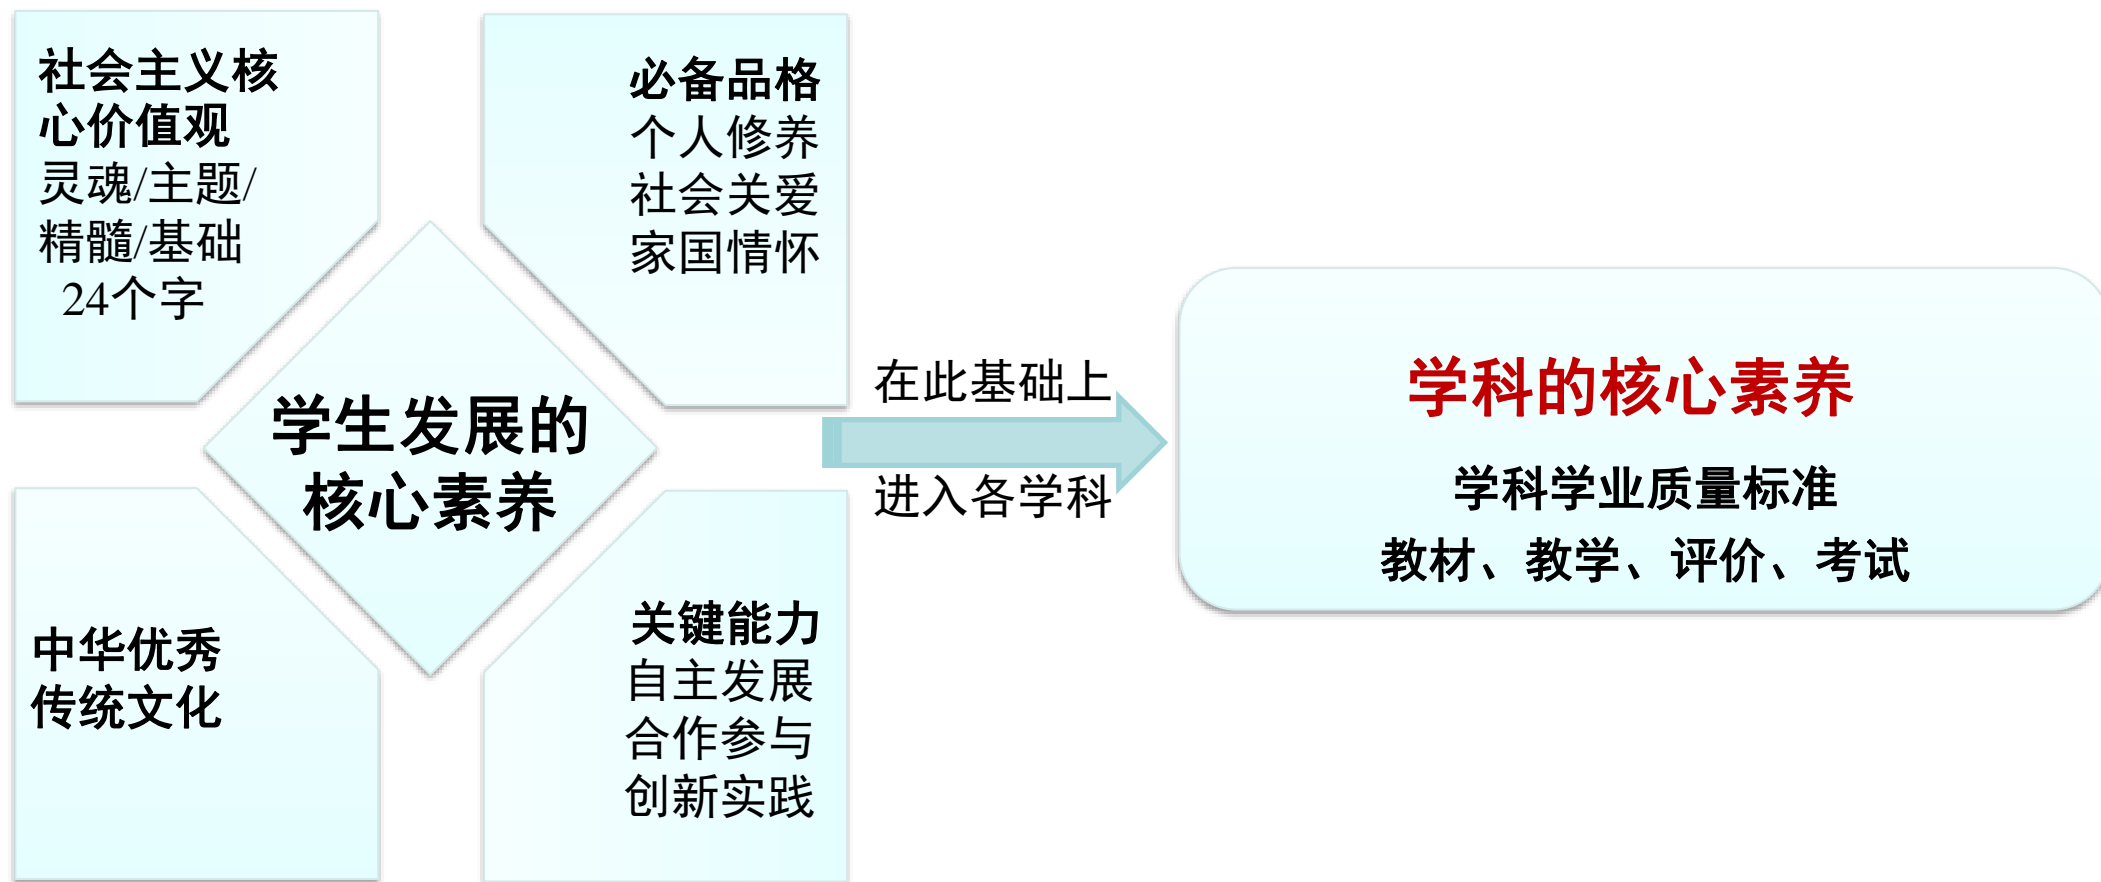 社会主义核
心价值观
灵魂/主题/
精髓/基础
24个字
必备品格
个人修养
社会关爱
家国情怀
学生发展的
核心素养
中华优秀
传统文化
关键能力
自主发展
合作参与
创新实践
在此基础上
进入各学科
学科的核心素养
学科学业质量标准
教材、教学、评价、考试